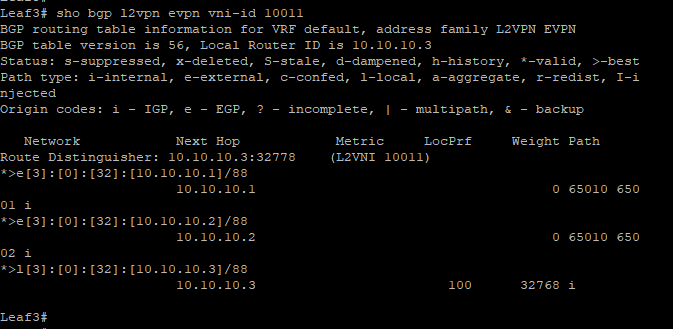 Leaf3# sho bgp l2vpn evpn vni-id 10011
BGP routing table information for VRF default, address family L2VPN EVPN
BGP table version is 56, Local Router ID is 10.10.10.3
Status: s-suppressed, x-deleted, S-stale, d-dampened, h-history, *-valid, >-best
Path type: i-internal, e-external, c-confed, l-local, a-aggregate, r-redist, I-i
njected
Origin codes: i - IGP, e - EGP, ? - incomplete, | - multipath, & - backup
   Network            Next Hop            Metric     LocPrf     Weight Path
Route Distinguisher: 10.10.10.3:32778    (L2VNI 10011)
*>e[3]:[0]:[32]:[10.10.10.1]/88
                      10.10.10.1                                     0 65010 650
01 i
*>e[3]:[0]:[32]:[10.10.10.2]/88
                      10.10.10.2                                     0 65010 650
02 i
*>l[3]:[0]:[32]:[10.10.10.3]/88
                      10.10.10.3                        100      32768 i
Leaf3#